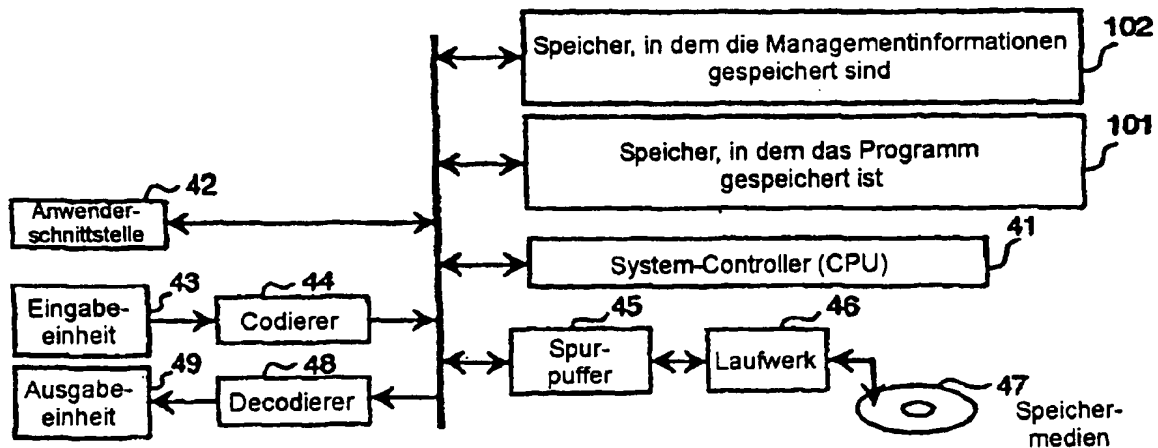 Speicher, in dem die Managementinformationen
gespeichert sind
102
Speicher, in dem das Programm
gespeichert ist
101
42
Anwender-
schnittstelle
System-Controller (CPU)
41
43
Eingabe-
einheit
44
Codierer
45
Spur-
puffer
46
Laufwerk
49
Ausgabe-
einheit
48
Decodierer
47
Speicher-
medien